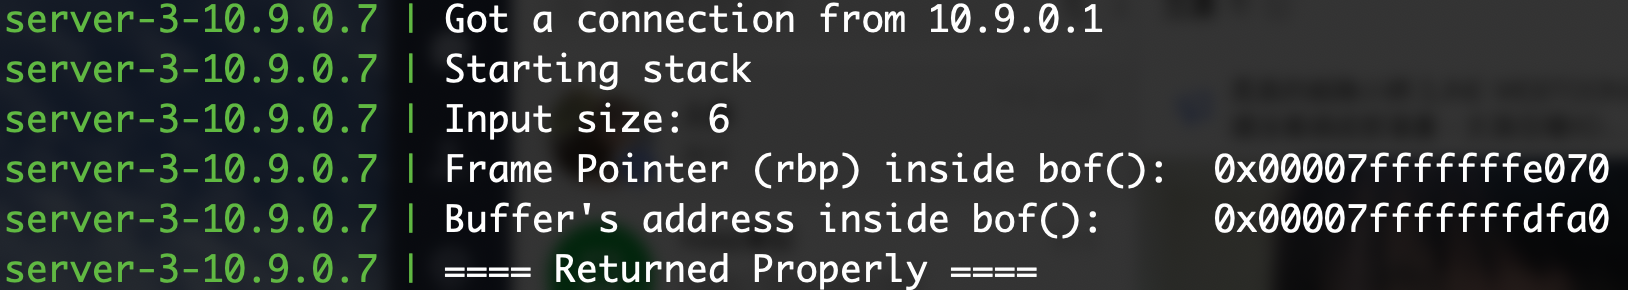 server-3-10.9.0.7 | Got a connection from 10.9.0.1
server-3-10.9.0.7 | Starting stack
server-3-10.9.0.7 | Input size: 6
server-3-10.9.0.7 | Frame Pointer (rbp) inside bof():  0x00007fffffffe070
server-3-10.9.0.7 | Buffer's address inside bof():     0x00007fffffffdfa0
server-3-10.9.0.7 | ==== Returned Properly ====